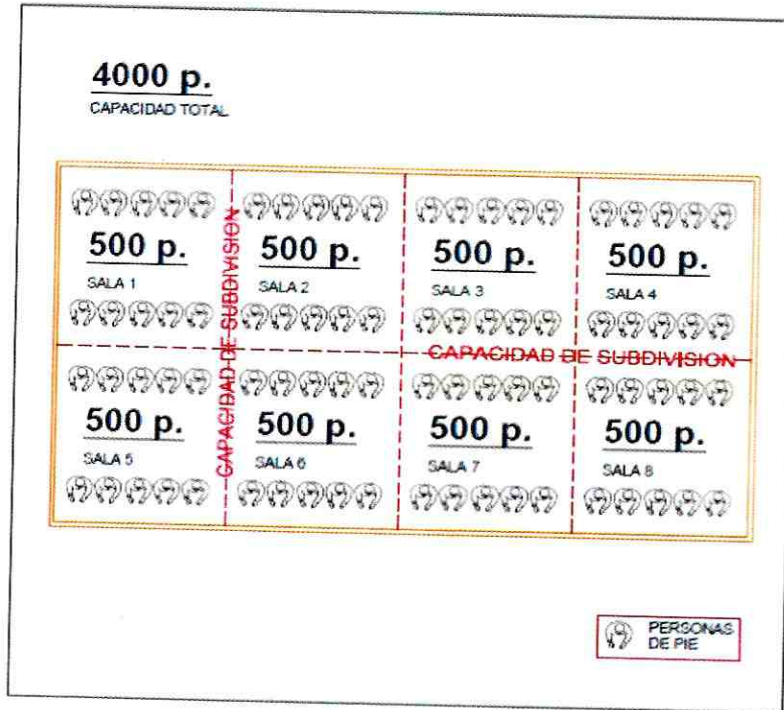 4000 p.
CAPACIDAD TOTAL
500 p.
SALA 1
500 p.
SALA 2
500 p.
SALA 3
500 p.
SALA 4
CAPACIDAD DE SUBDIVISION
CAPACIDAD DE SUBDIVISION
500 p.
SALA 5
500 p.
SALA 6
500 p.
SALA 7
500 p.
SALA 8
PERSONAS
DE PIE